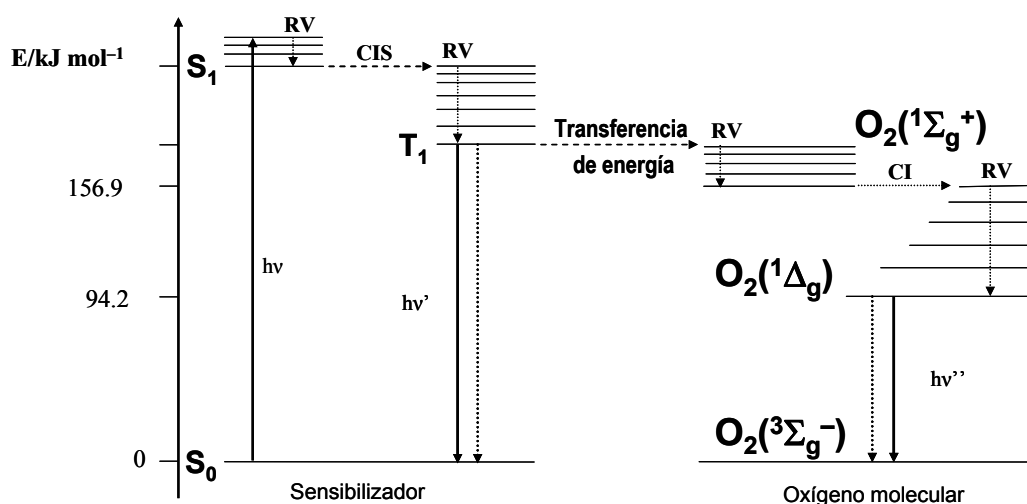 E/kJ mol⁻¹
RV
S₁
CIS
RV
T₁
Transferencia
de energía
RV
O₂(¹Σg⁺)
156.9
CI
RV
hν
hν’
O₂(¹Δg)
94.2
hν’’
O₂(³Σg⁻)
0
S₀
Sensibilizador
Oxígeno molecular